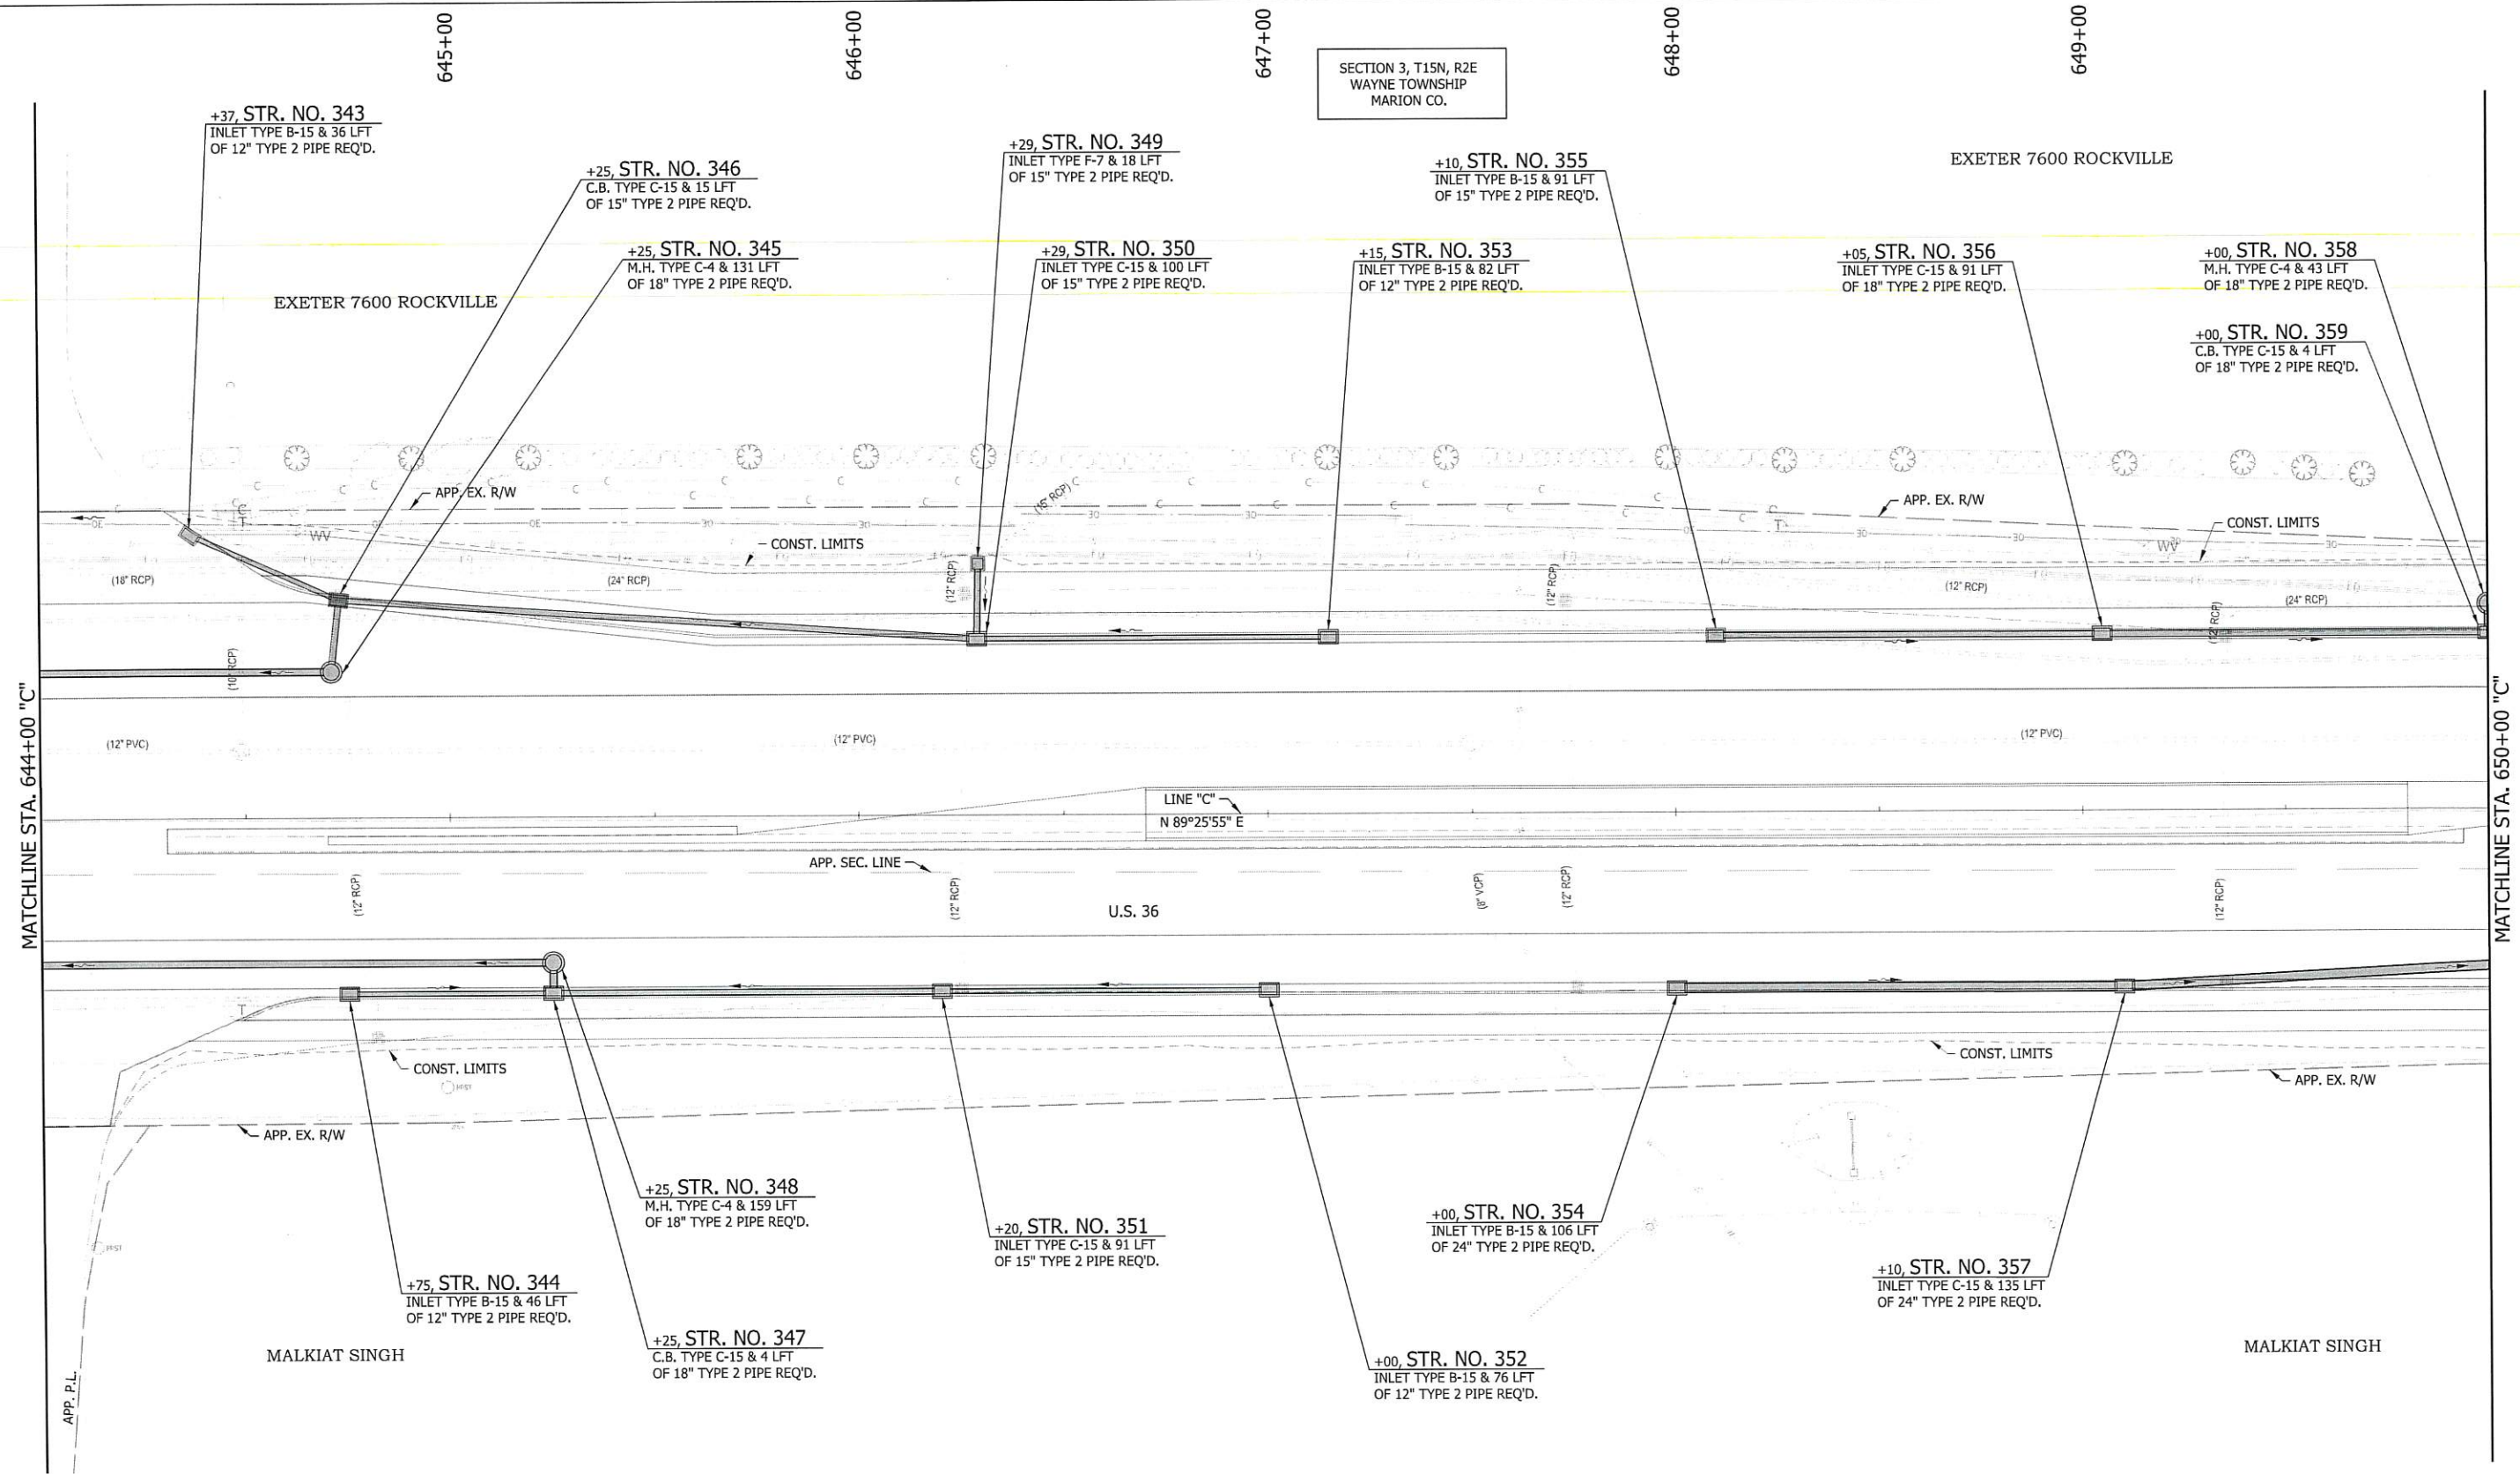 645+00
646+00
647+00
648+00
649+00
SECTION 3, T15N, R2E
WAYNE TOWNSHIP
MARION CO.
+37, STR. NO. 343
INLET TYPE B-15 & 36 LFT
OF 12" TYPE 2 PIPE REQ'D.
+25, STR. NO. 346
C.B. TYPE C-15 & 15 LFT
OF 15" TYPE 2 PIPE REQ'D.
+29, STR. NO. 349
INLET TYPE F-7 & 18 LFT
OF 15" TYPE 2 PIPE REQ'D.
+10, STR. NO. 355
INLET TYPE B-15 & 91 LFT
OF 15" TYPE 2 PIPE REQ'D.
EXETER 7600 ROCKVILLE
+25, STR. NO. 345
M.H. TYPE C-4 & 131 LFT
OF 18" TYPE 2 PIPE REQ'D.
+29, STR. NO. 350
INLET TYPE C-15 & 100 LFT
OF 15" TYPE 2 PIPE REQ'D.
+15, STR. NO. 353
INLET TYPE B-15 & 82 LFT
OF 12" TYPE 2 PIPE REQ'D.
+05, STR. NO. 356
INLET TYPE C-15 & 91 LFT
OF 18" TYPE 2 PIPE REQ'D.
+00, STR. NO. 358
M.H. TYPE C-4 & 43 LFT
OF 18" TYPE 2 PIPE REQ'D.
EXETER 7600 ROCKVILLE
+00, STR. NO. 359
C.B. TYPE C-15 & 4 LFT
OF 18" TYPE 2 PIPE REQ'D.
APP. EX. R/W
(15" RCP)
APP. EX. R/W
CONST. LIMITS
WV
CONST. LIMITS
WV
(18" RCP)
(24" RCP)
(12" RCP)
(12" RCP)
(12" RCP)
(24" RCP)
(12" RCP)
(10" RCP)
MATCHLINE STA. 644+00 "C"
MATCHLINE STA. 650+00 "C"
(12" PVC)
(12" PVC)
(12" PVC)
LINE "C"
N 89°25'55" E
APP. SEC. LINE
(12" RCP)
(12" RCP)
(8" VCP)
(12" RCP)
(12" RCP)
U.S. 36
T
CONST. LIMITS
CONST. LIMITS
APP. EX. R/W
APP. EX. R/W
+25, STR. NO. 348
M.H. TYPE C-4 & 159 LFT
OF 18" TYPE 2 PIPE REQ'D.
+20, STR. NO. 351
INLET TYPE C-15 & 91 LFT
OF 15" TYPE 2 PIPE REQ'D.
+00, STR. NO. 354
INLET TYPE B-15 & 106 LFT
OF 24" TYPE 2 PIPE REQ'D.
+10, STR. NO. 357
INLET TYPE C-15 & 135 LFT
OF 24" TYPE 2 PIPE REQ'D.
+75, STR. NO. 344
INLET TYPE B-15 & 46 LFT
OF 12" TYPE 2 PIPE REQ'D.
+25, STR. NO. 347
C.B. TYPE C-15 & 4 LFT
OF 18" TYPE 2 PIPE REQ'D.
+00, STR. NO. 352
INLET TYPE B-15 & 76 LFT
OF 12" TYPE 2 PIPE REQ'D.
MALKIAT SINGH
MALKIAT SINGH
APP. P.L.